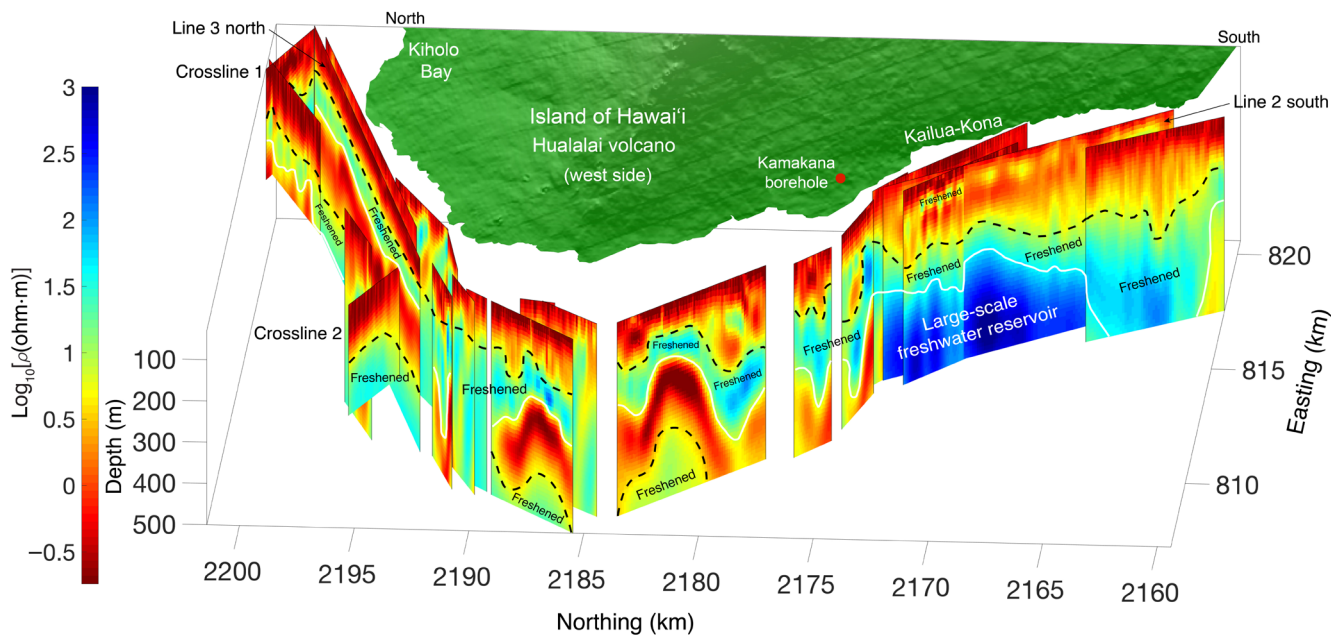 North
Line 3 north
Kiholo
Bay
South
Crossline 1
Line 2 south
Island of Hawaiʻi
Hualalai volcano
(west side)
Kailua-Kona
Kamakana
borehole
3
2.5
2
1.5
1
0.5
0
−0.5
Log10[ρ(ohm·m)]
Freshened
Freshened
Freshened
Freshened
Freshened
Freshened
820
Large-scale
freshwater reservoir
Crossline 2
Freshened
Freshened
Freshened
Freshened
Freshened
Freshened
Freshened
815
Easting (km)
810
100
200
300
400
500
Depth (m)
2200
2195
2190
2185
2180
2175
2170
2165
2160
Northing (km)